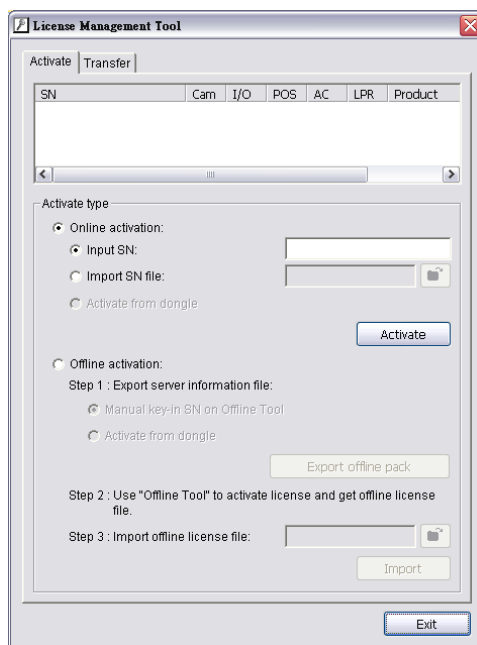 License Management Tool
Activate Transfer
SN Cam I/O POS AC LPR Product
Activate type
Online activation:
Input SN:
Import SN file:
Activate from dongle
Activate
Offline activation:
Step 1 : Export server information file:
Manual key-in SN on Offline Tool
Activate from dongle
Export offline pack
Step 2 : Use "Offline Tool" to activate license and get offline license
file.
Step 3 : Import offline license file:
Import
Exit